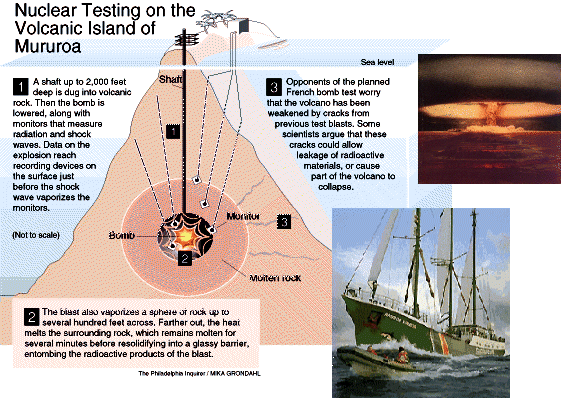 Nuclear Testing on the
Volcanic Island of
Mururoa
Sea level
Shaft
1 A shaft up to 2,000 feet
deep is dug into volcanic
rock. Then the bomb is
lowered, along with
monitors that measure
radiation and shock
waves. Data on the
explosion reach
recording devices on
the surface just
before the shock
wave vaporizes the
monitors.
(Not to scale)
3 Opponents of the planned
French bomb test worry
that the volcano has been
weakened by cracks from
previous test blasts. Some
scientists argue that these
cracks could allow
leakage of radioactive
materials, or cause
part of the volcano to
collapse.
1
Monitor
3
Bomb
2
Molten rock
2 The blast also vaporizes a sphere of rock up to
several hundred feet across. Farther out, the heat
melts the surrounding rock, which remains molten for
several minutes before resolidifying into a glassy barrier,
entombing the radioactive products of the blast.
The Philadelphia Inquirer / MIKA GRONDAHL